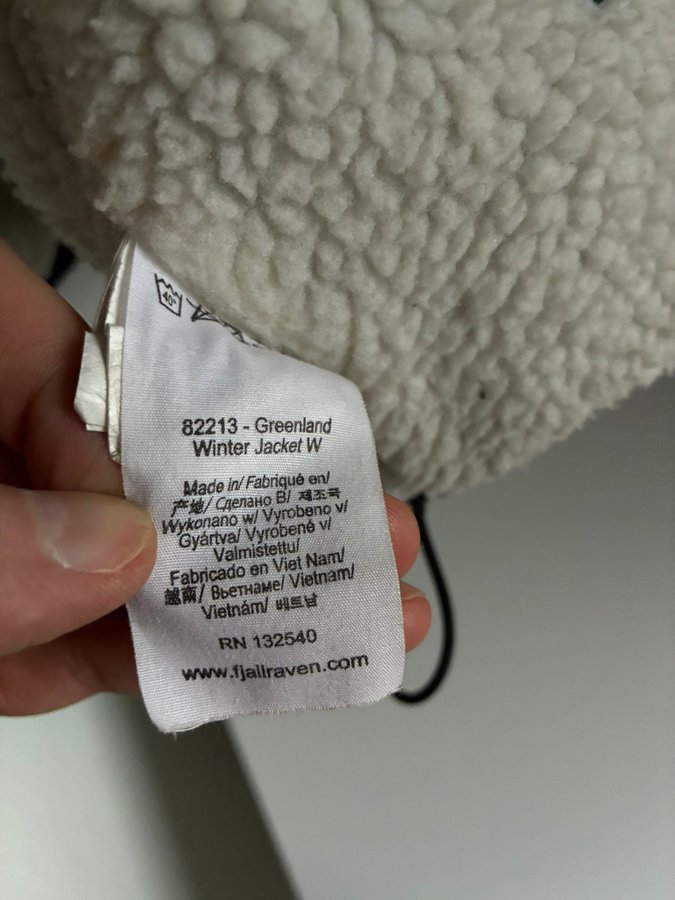 40°
82213 - Greenland
Winter Jacket W
Made in/ Fabriqué en/
产地/ Сделано В/ 제조국
Wykonano w/ Vyrobeno v/
Gyártva/ Vyrobené v/
Valmistettu/
Fabricado en Viet Nam/
越南/ Вьетнаме/ Vietnam/
Vietnám/ 베트남
RN 132540
www.fjallraven.com